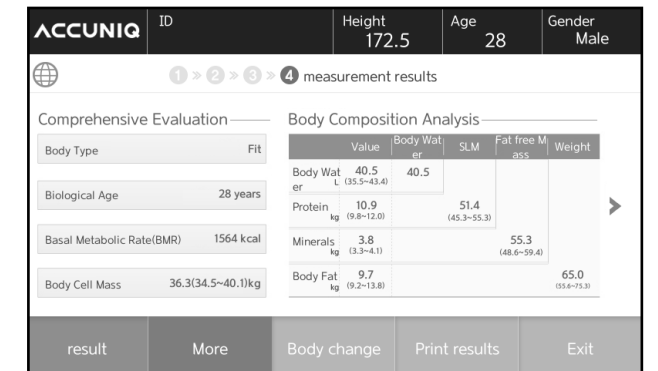 ACCUNIQ
ID
Height
172.5
Age
28
Gender
Male
1 » 2 » 3 » 4 measurement results
Comprehensive Evaluation
Body Type Fit
Biological Age 28 years
Basal Metabolic Rate(BMR) 1564 kcal
Body Cell Mass 36.3(34.5~40.1)kg
Body Composition Analysis
Value Body Wat SLM Fat free M Weight
er ass
Body Wat 40.5 40.5
er L (35.5~43.4)
Protein 10.9 51.4
kg (9.8~12.0) (45.3~55.3)
Minerals 3.8 55.3
kg (3.3~4.1) (48.6~59.4)
Body Fat 9.7 65.0
kg (9.2~13.8) (55.6~75.3)
result More Body change Print results Exit